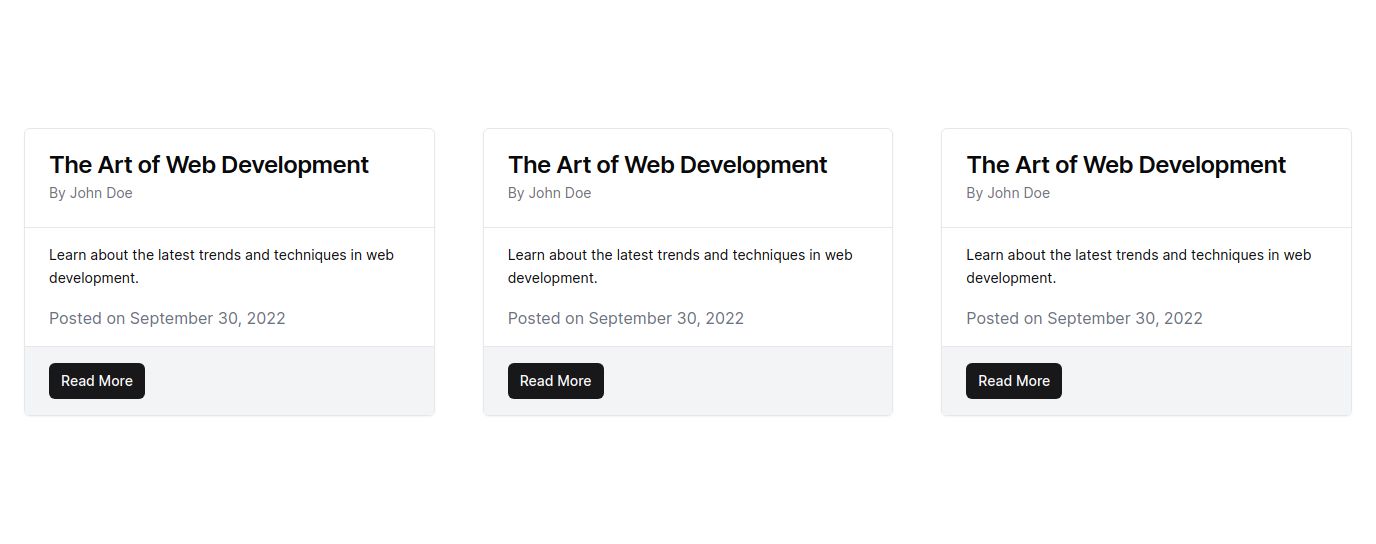 The Art of Web Development
By John Doe
Learn about the latest trends and techniques in web
development.
Posted on September 30, 2022
Read More
The Art of Web Development
By John Doe
Learn about the latest trends and techniques in web
development.
Posted on September 30, 2022
Read More
The Art of Web Development
By John Doe
Learn about the latest trends and techniques in web
development.
Posted on September 30, 2022
Read More